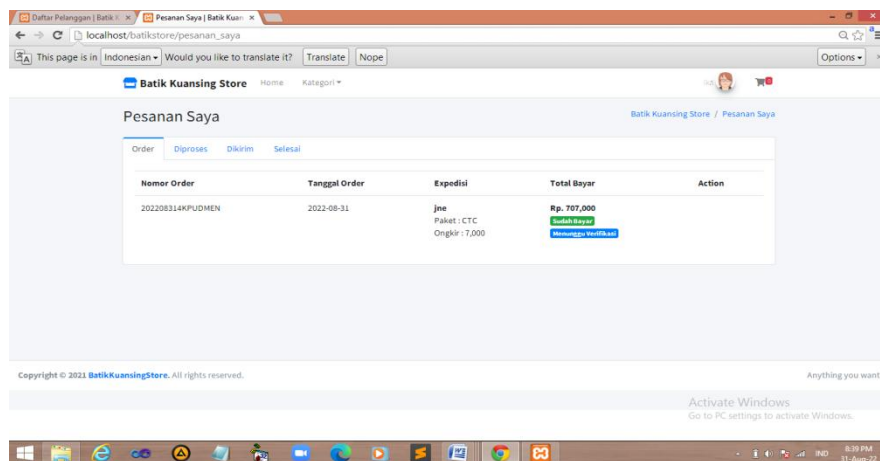 Daftar Pelanggan | Batik K
Pesanan Saya | Batik Kuan
localhost/batikstore/pesanan_saya
This page is in Indonesian Would you like to translate it? Translate Nope Options
Batik Kuansing Store Home Kategori 0
Pesanan Saya Batik Kuansing Store / Pesanan Saya
Order Diproses Dikirim Selesai
Nomor Order Tanggal Order Expedisi Total Bayar Action
202208314KPUDMEN 2022-08-31 jne Rp. 707,000
Paket : CTC Sudah Bayar
Ongkir : 7,000 Menunggu Verifikasi
Copyright © 2021 BatikKuansingStore. All rights reserved. Anything you want
Activate Windows
Go to PC settings to activate Windows.
IND 8:39 PM
31-Aug-22